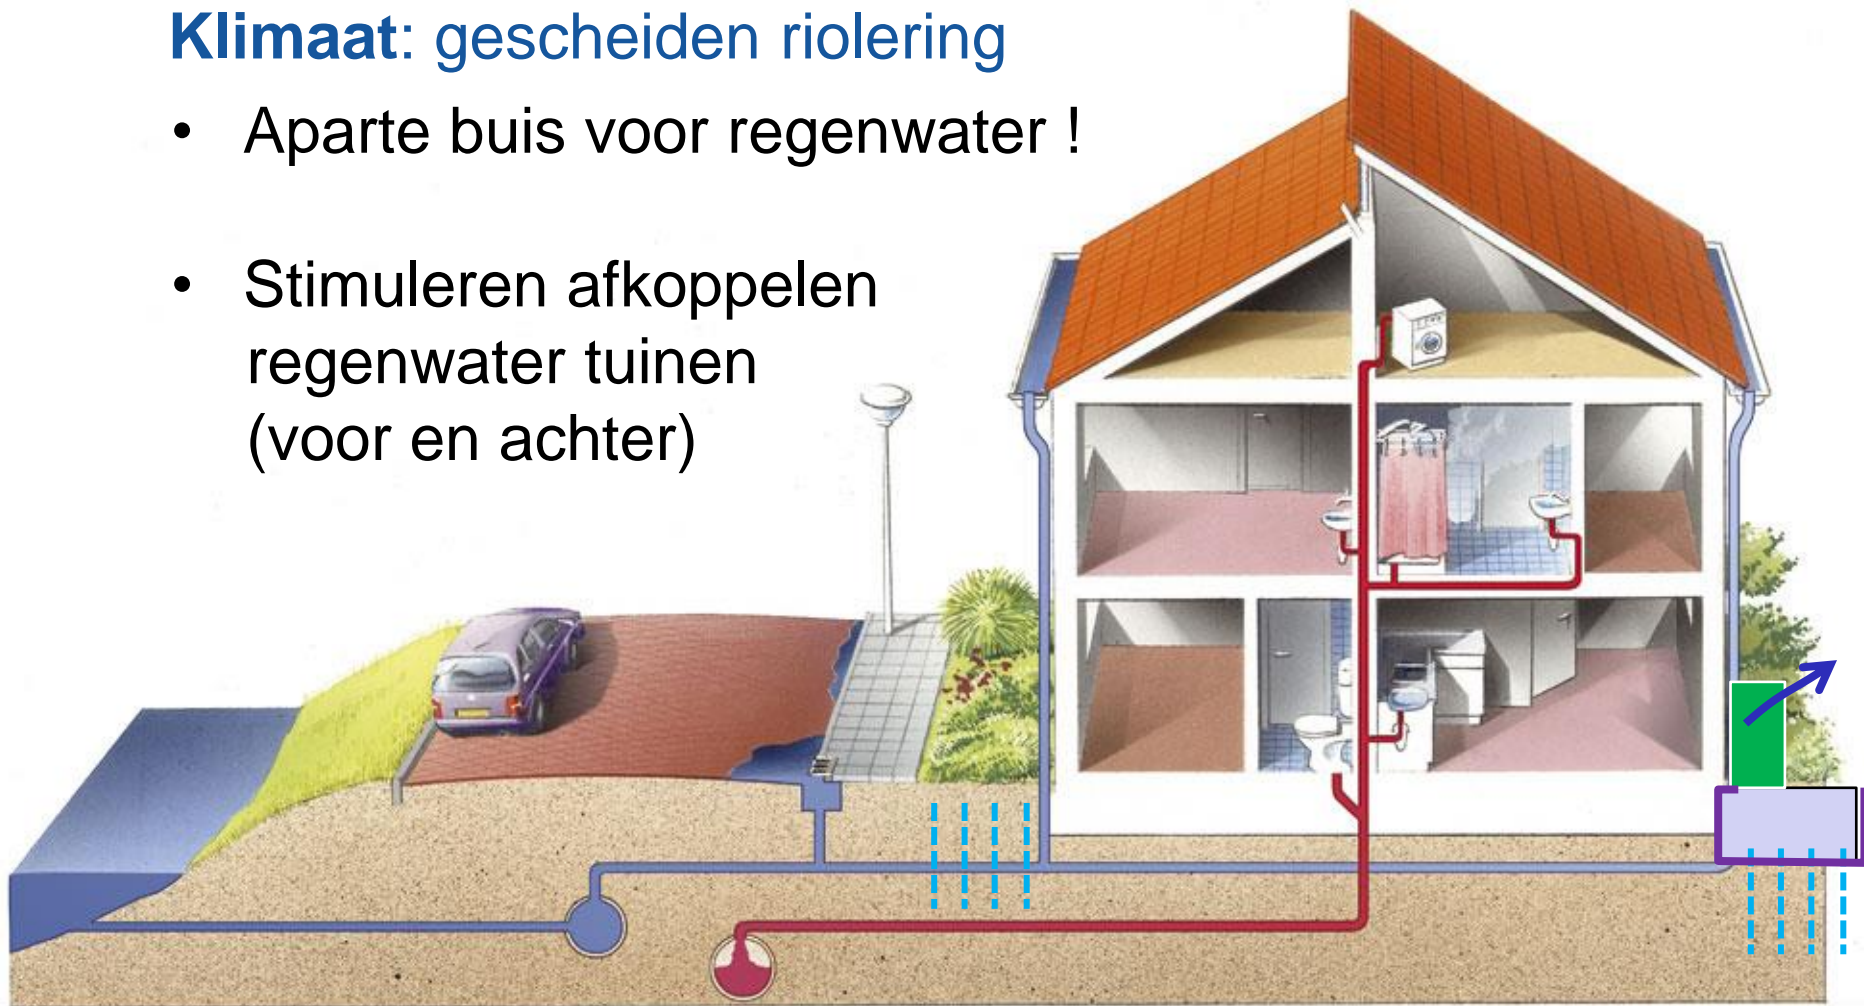 Klimaat: gescheiden riolering
• Aparte buis voor regenwater !
• Stimuleren afkoppelen
regenwater tuinen
(voor en achter)